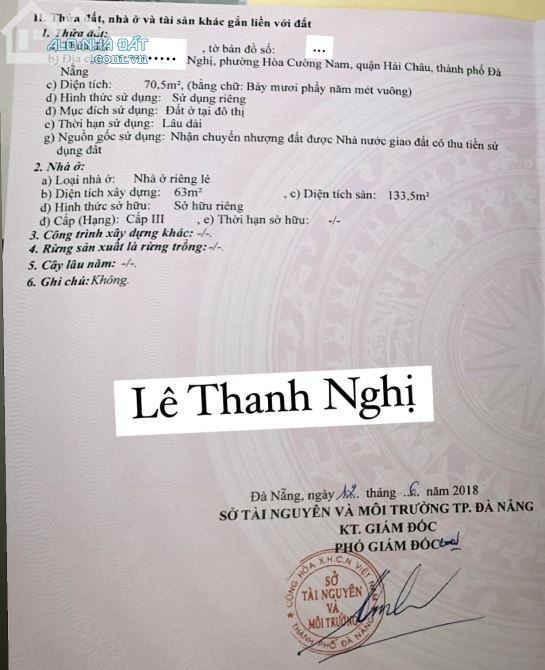 II. Thửa đất, nhà ở và tài sản khác gắn liền với đất
1. Thửa đất:
ALO NHÀ ĐẤT
alonhadat.com.vn
, tờ bản đồ số: ...
b) Địa Nghị, phường Hòa Cường Nam, quận Hải Châu, thành phố Đà
Nẵng
c) Diện tích: 70,5m², (bằng chữ: Bảy mươi phẩy năm mét vuông)
d) Hình thức sử dụng: Sử dụng riêng
đ) Mục đích sử dụng: Đất ở tại đô thị
e) Thời hạn sử dụng: Lâu dài
g) Nguồn gốc sử dụng: Nhận chuyển nhượng đất được Nhà nước giao đất có thu tiền sử
dụng đất
2. Nhà ở:
a) Loại nhà ở: Nhà ở riêng lẻ
b) Diện tích xây dựng: 63m² , c) Diện tích sàn: 133,5m²
d) Hình thức sở hữu: Sở hữu riêng
đ) Cấp (Hạng): Cấp III , e) Thời hạn sở hữu: -/-
3. Công trình xây dựng khác: -/-.
4. Rừng sản xuất là rừng trồng:-/-.
5. Cây lâu năm: -/-.
6. Ghi chú: Không.
Lê Thanh Nghị
Đà Nẵng, ngày 12 tháng 6 năm 2018
SỞ TÀI NGUYÊN VÀ MÔI TRƯỜNG TP. ĐÀ NẴNG
KT. GIÁM ĐỐC
PHÓ GIÁM ĐỐC
CỘNG HÒA X.H.C.N VIỆT NAM
SỞ
TÀI NGUYÊN
VÀ
MÔI TRƯỜNG
THÀNH PHỐ ĐÀ NẴNG